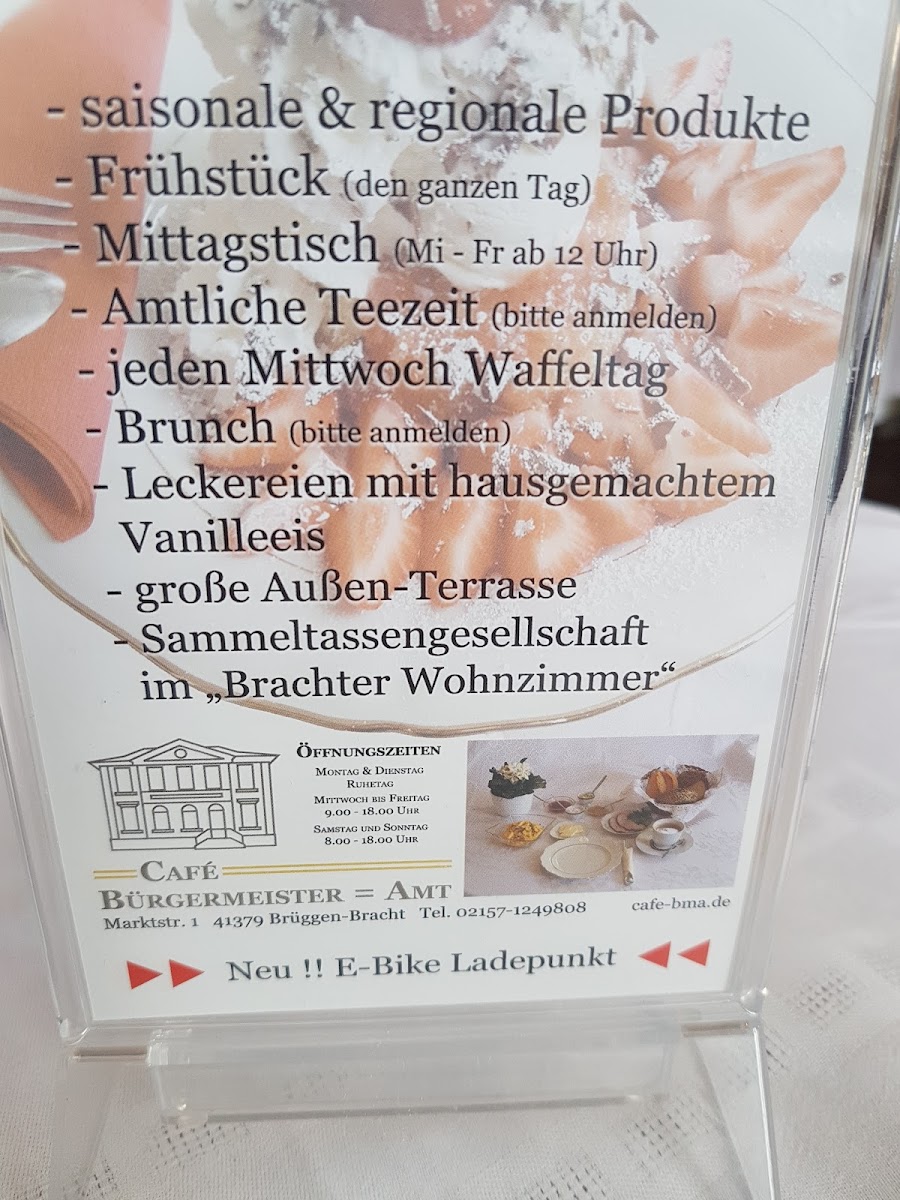 - saisonale & regionale Produkte
- Frühstück (den ganzen Tag)
- Mittagstisch (Mi - Fr ab 12 Uhr)
- Amtliche Teezeit (bitte anmelden)
- jeden Mittwoch Waffeltag
- Brunch (bitte anmelden)
- Leckereien mit hausgemachtem
Vanilleeis
- große Außen-Terrasse
- Sammeltassengesellschaft
im „Brachter Wohnzimmer“
ÖFFNUNGSZEITEN
MONTAG & DIENSTAG
RUHETAG
MITTWOCH BIS FREITAG
9.00 - 18.00 UHR
SAMSTAG UND SONNTAG
8.00 - 18.00 UHR
CAFÉ
BÜRGERMEISTER = AMT
Marktstr. 1 41379 Brüggen-Bracht Tel. 02157-1249808
cafe-bma.de
Neu !! E-Bike Ladepunkt